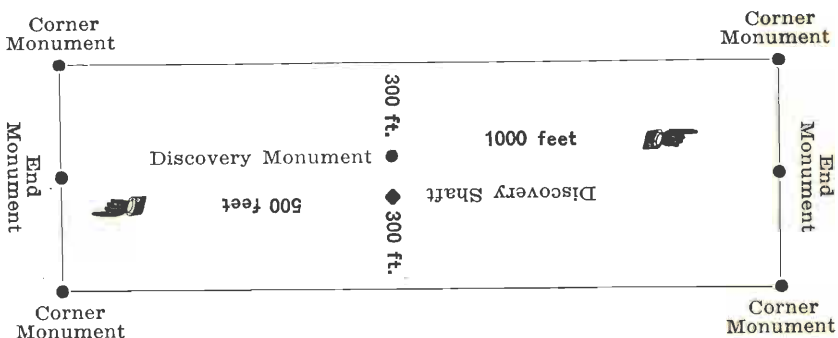 Corner
Monument
Corner
Monument
300 ft.
1000 feet
Discovery Monument
End
Monument
End
Monument
Discovery Shaft
500 feet
300 ft.
Corner
Monument
Corner
Monument